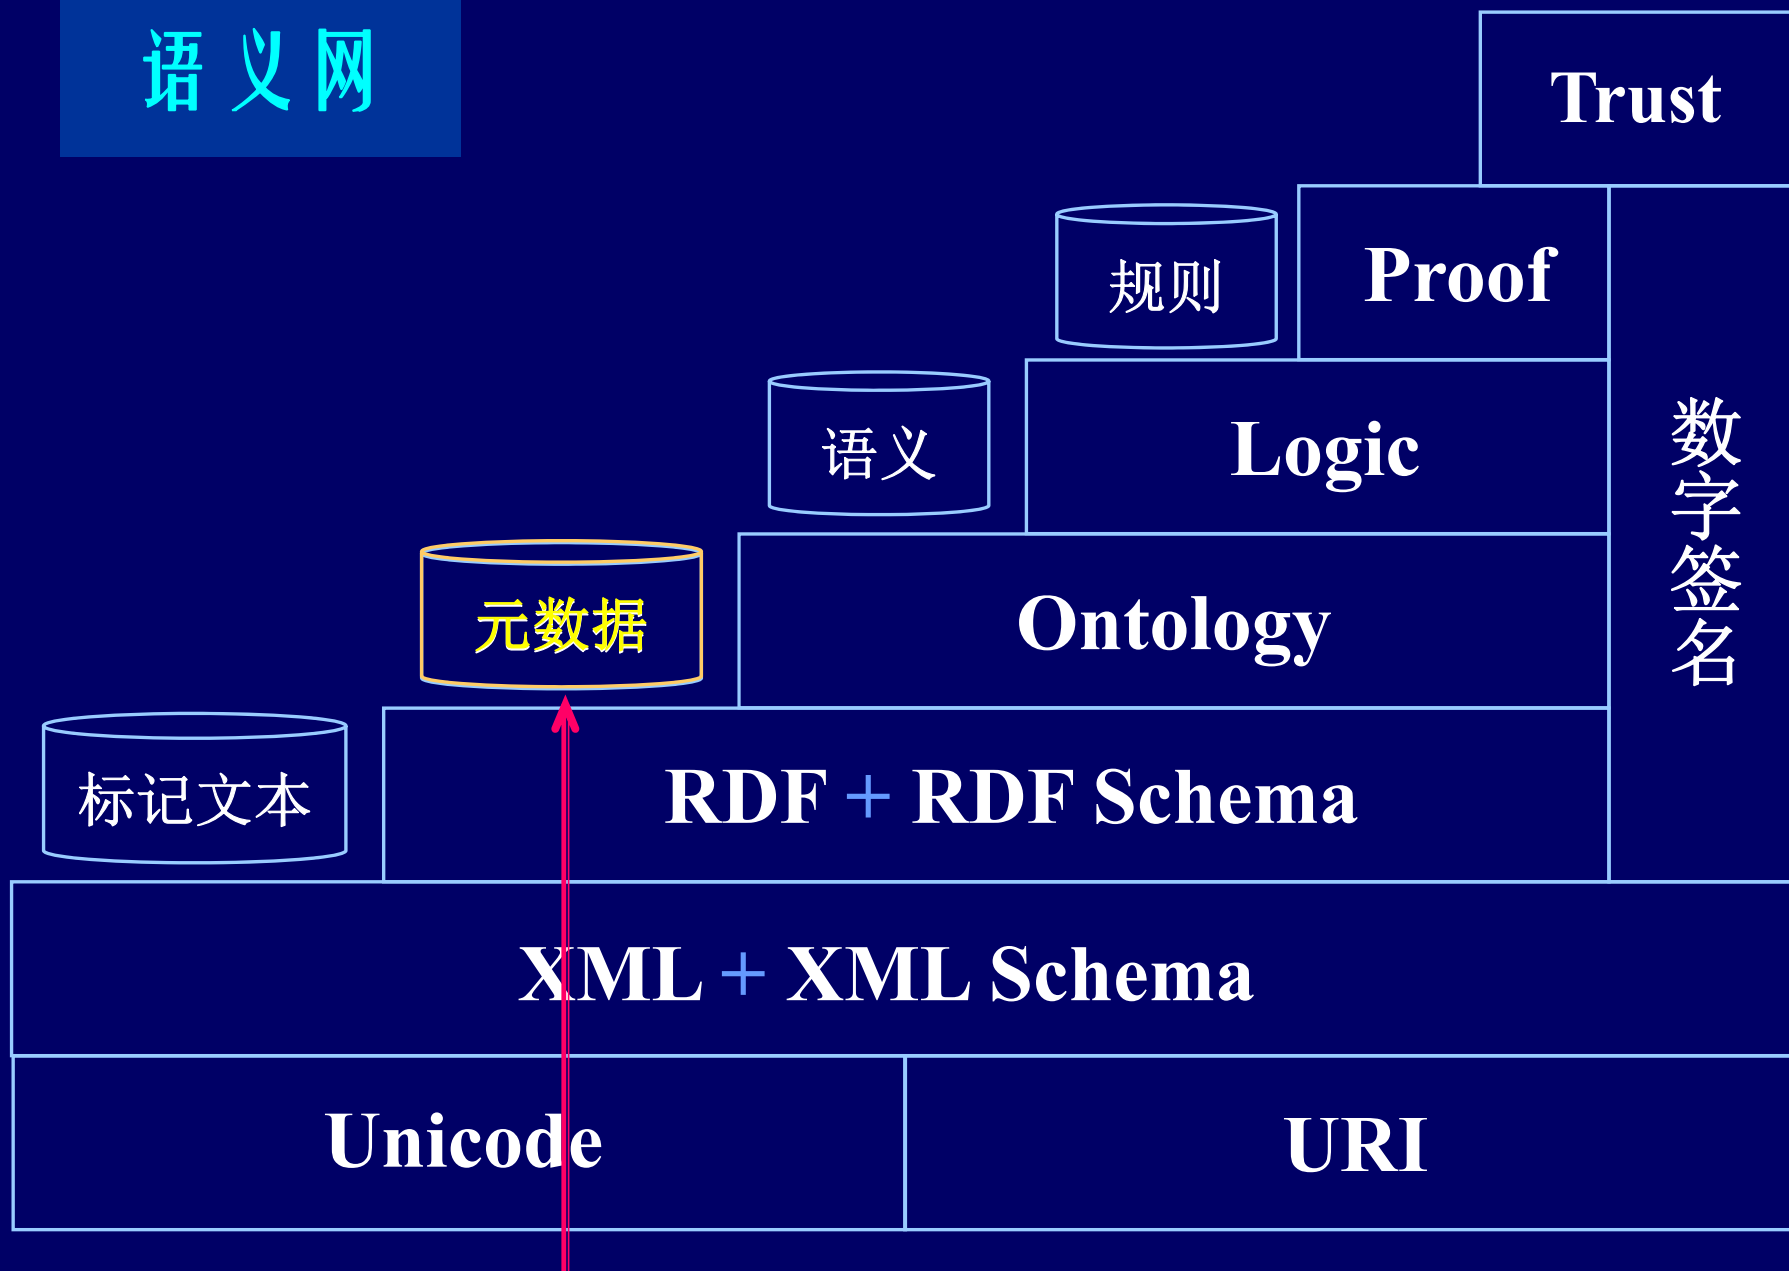 语义网
Trust
规则
Proof
语义
Logic
数字签名
元数据
Ontology
标记文本
RDF + RDF Schema
XML + XML Schema
Unicode
URI